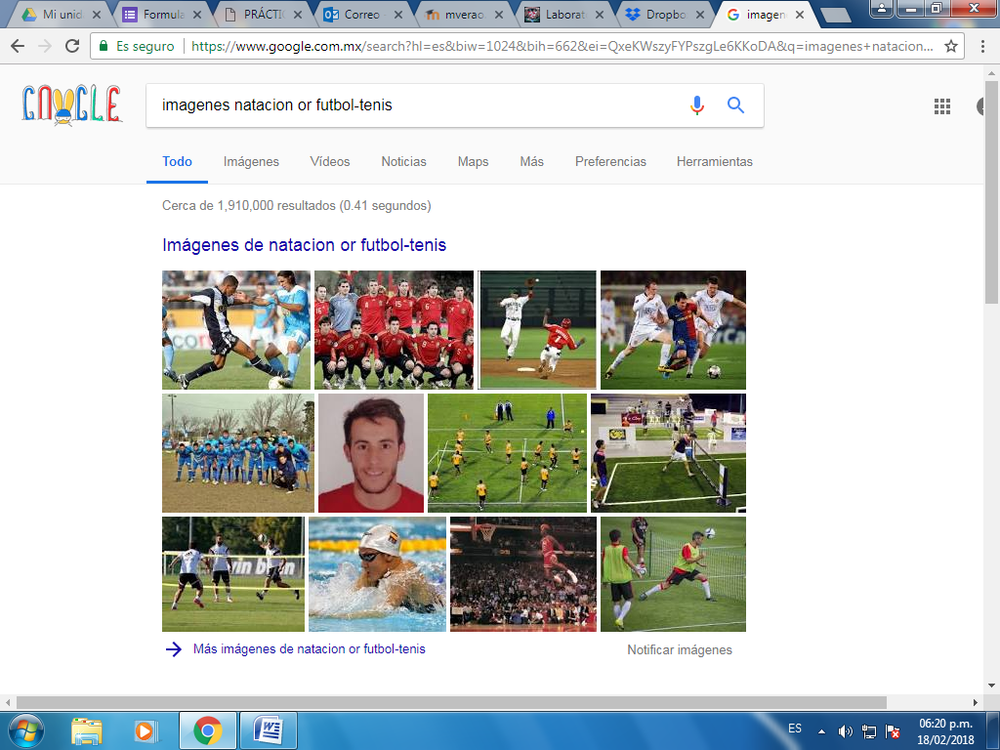 Mi unid
Formula
PRÁCTI
Correo -
mverao
Laborat
Dropbo
imagen
Es seguro
https://www.google.com.mx/search?hl=es&biw=1024&bih=662&ei=QxeKWszyFYPszgLe6KKoDA&q=imagenes+natacion...
imagenes natacion or futbol-tenis
Todo
Imágenes
Vídeos
Noticias
Maps
Más
Preferencias
Herramientas
Cerca de 1,910,000 resultados (0.41 segundos)
Imágenes de natacion or futbol-tenis
Más imágenes de natacion or futbol-tenis
Notificar imágenes
ES
06:20 p.m.
18/02/2018